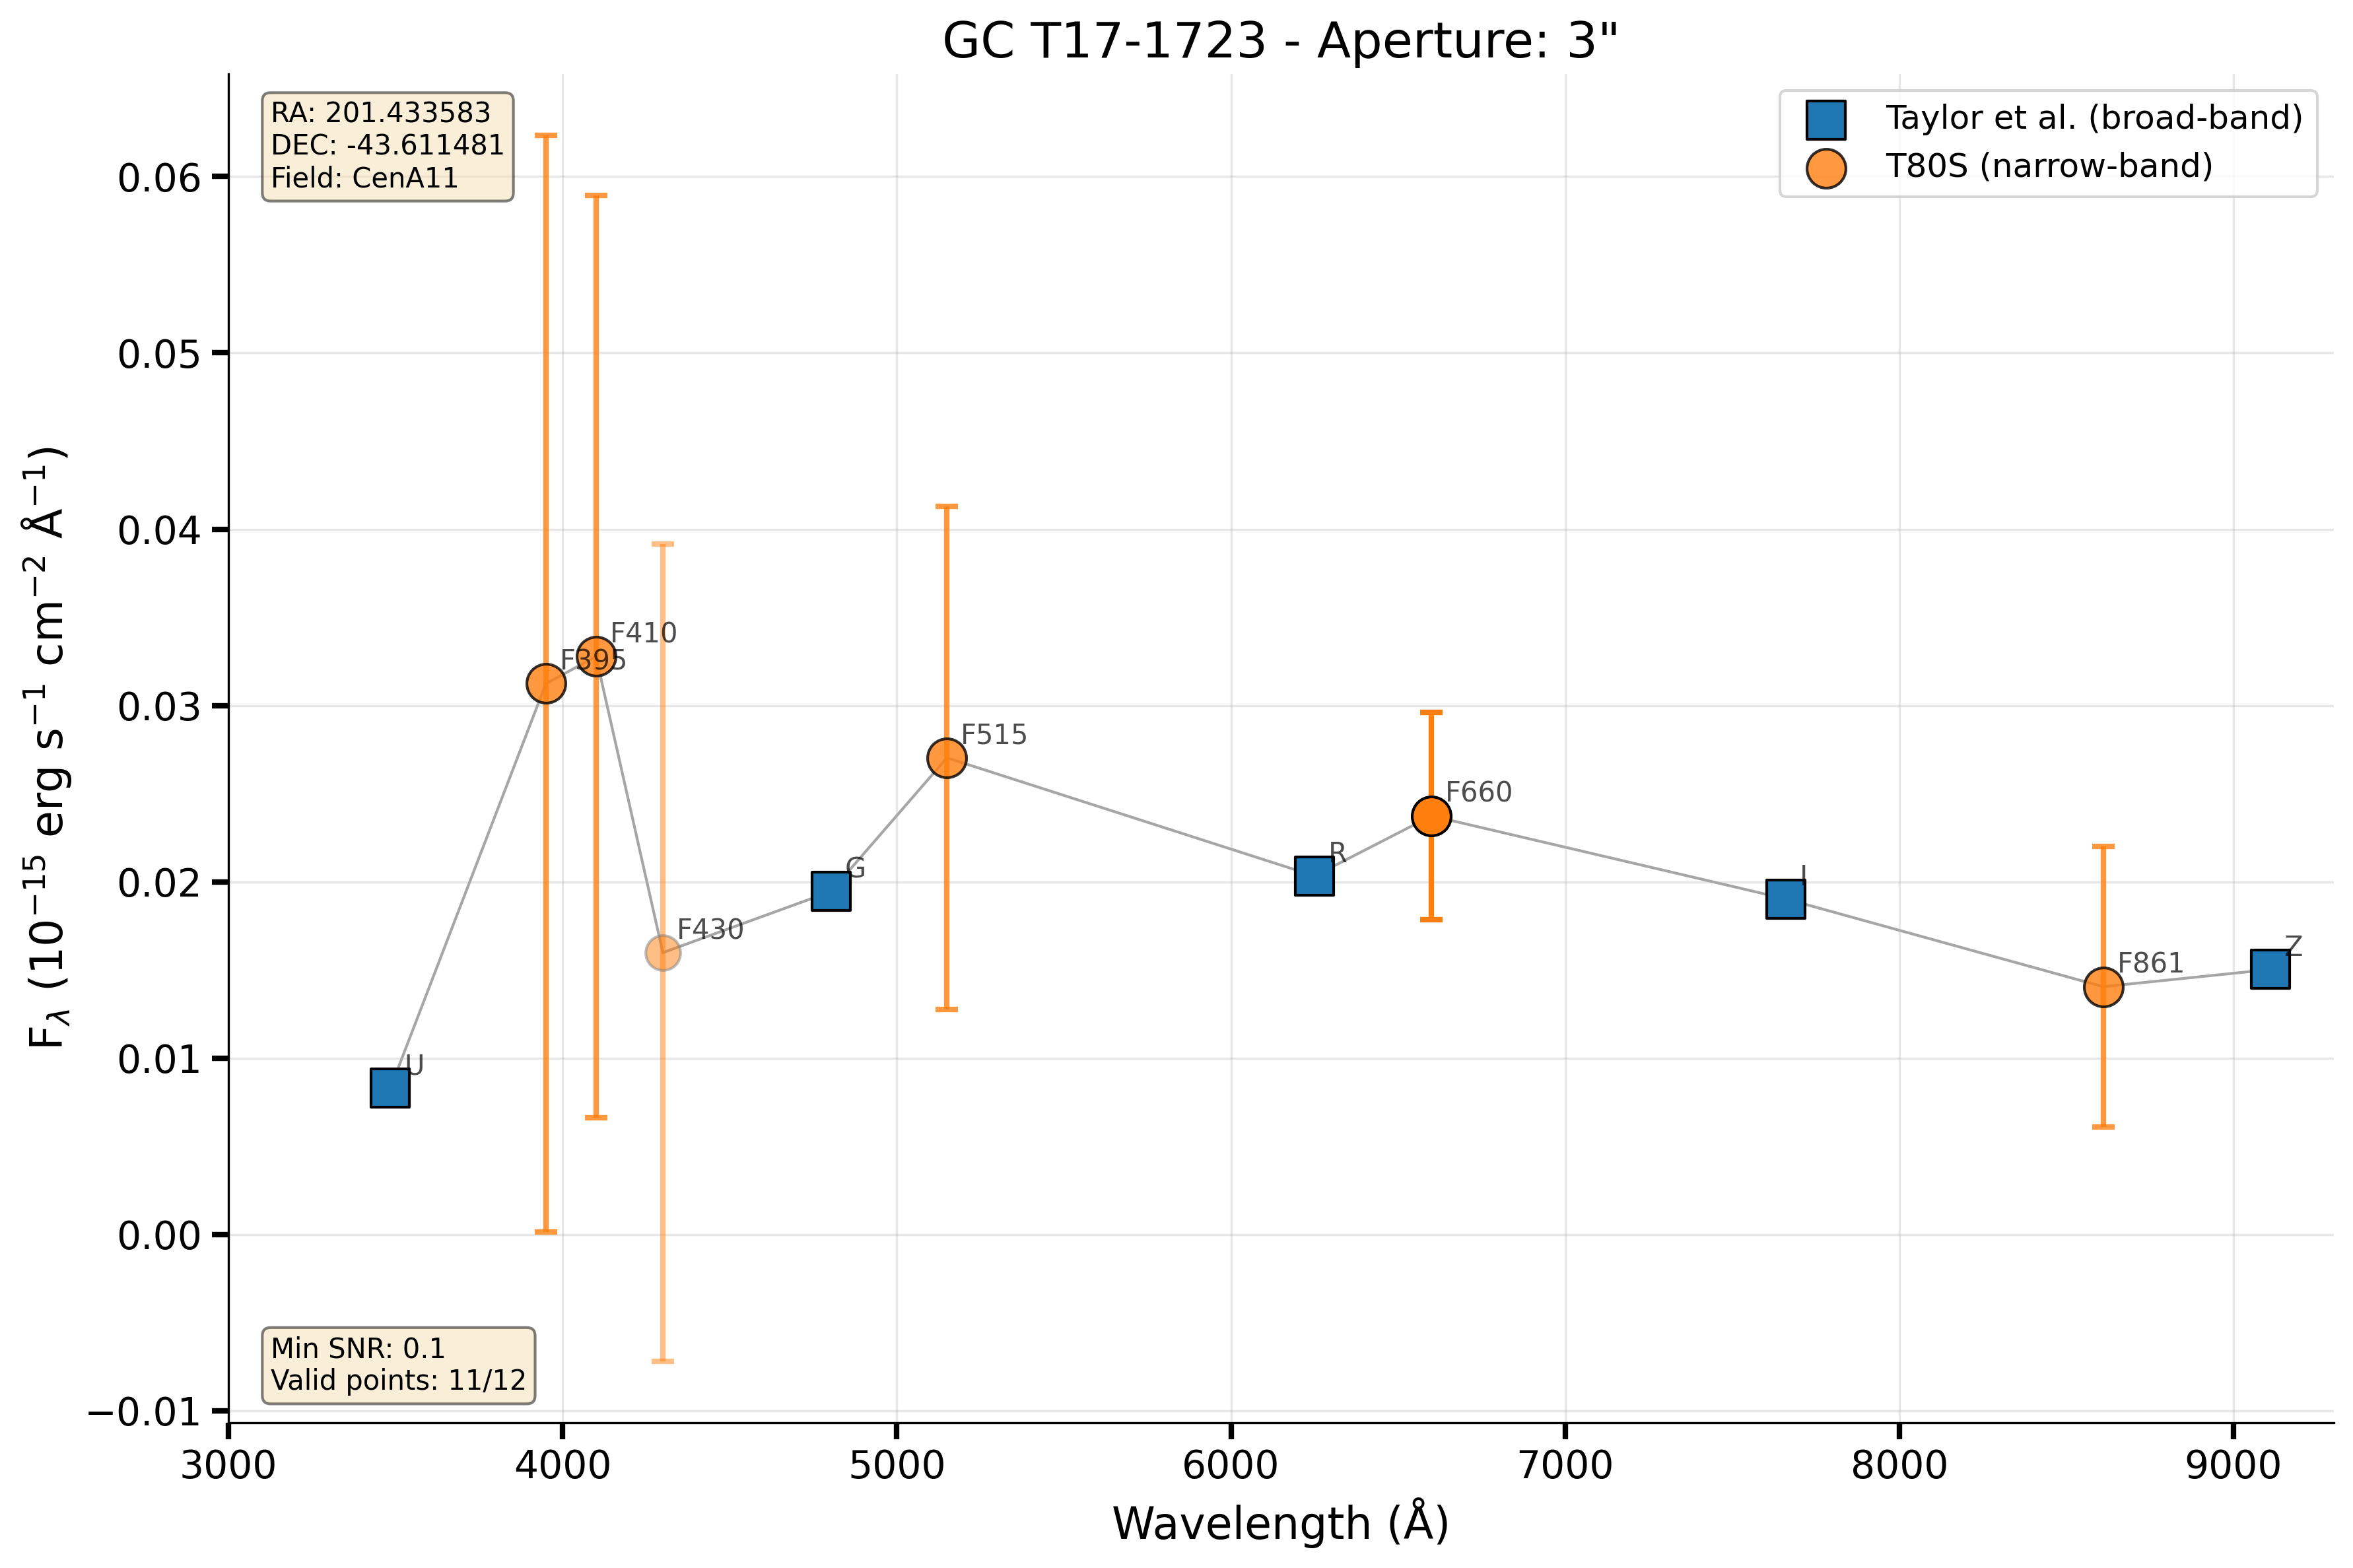 GC T17-1723 - Aperture: 3"
RA: 201.433583
DEC: -43.611481
Field: CenA11
Taylor et al. (broad-band)
T80S (narrow-band)
0.06
0.05
0.04
0.03
0.02
0.01
0.00
−0.01
F_λ (10⁻¹⁵ erg s⁻¹ cm⁻² Å⁻¹)
U
F395
F410
F430
G
F515
R
F660
I
F861
Z
Min SNR: 0.1
Valid points: 11/12
3000 4000 5000 6000 7000 8000 9000
Wavelength (Å)